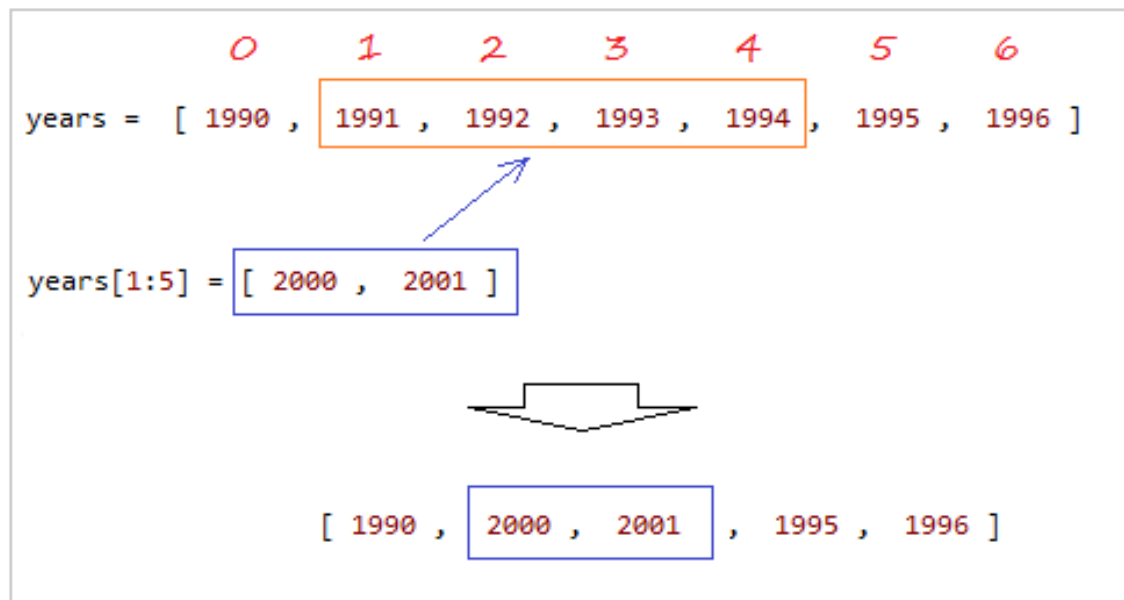 0 1 2 3 4 5 6
years = [ 1990 , 1991 , 1992 , 1993 , 1994 , 1995 , 1996 ]
years[1:5] = [ 2000 , 2001 ]
[ 1990 , 2000 , 2001 , 1995 , 1996 ]